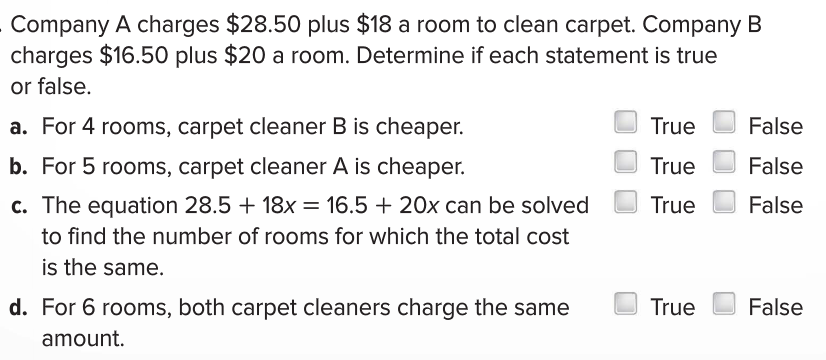 Company A charges $28.50 plus $18 a room to clean carpet. Company B
charges $16.50 plus $20 a room. Determine if each statement is true
or false.
a. For 4 rooms, carpet cleaner B is cheaper. True False
b. For 5 rooms, carpet cleaner A is cheaper. True False
c. The equation 28.5 + 18x = 16.5 + 20x can be solved True False
to find the number of rooms for which the total cost
is the same.
d. For 6 rooms, both carpet cleaners charge the same True False
amount.